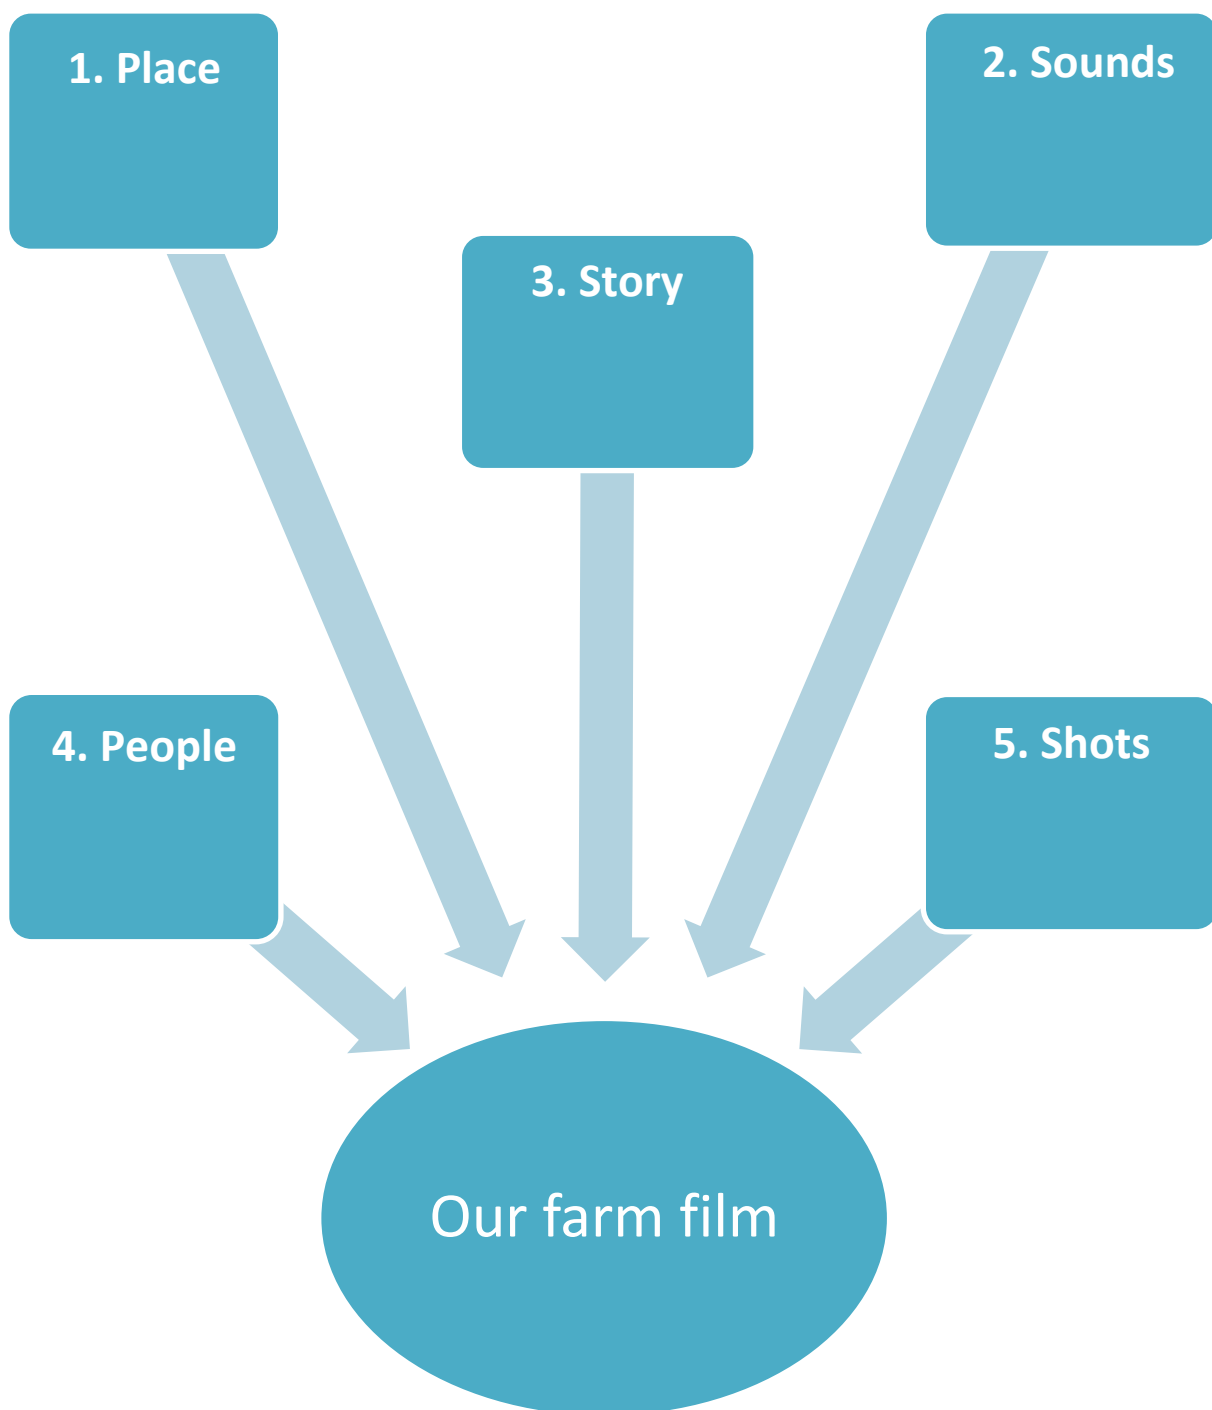 1. Place
2. Sounds
3. Story
4. People
5. Shots
Our farm film